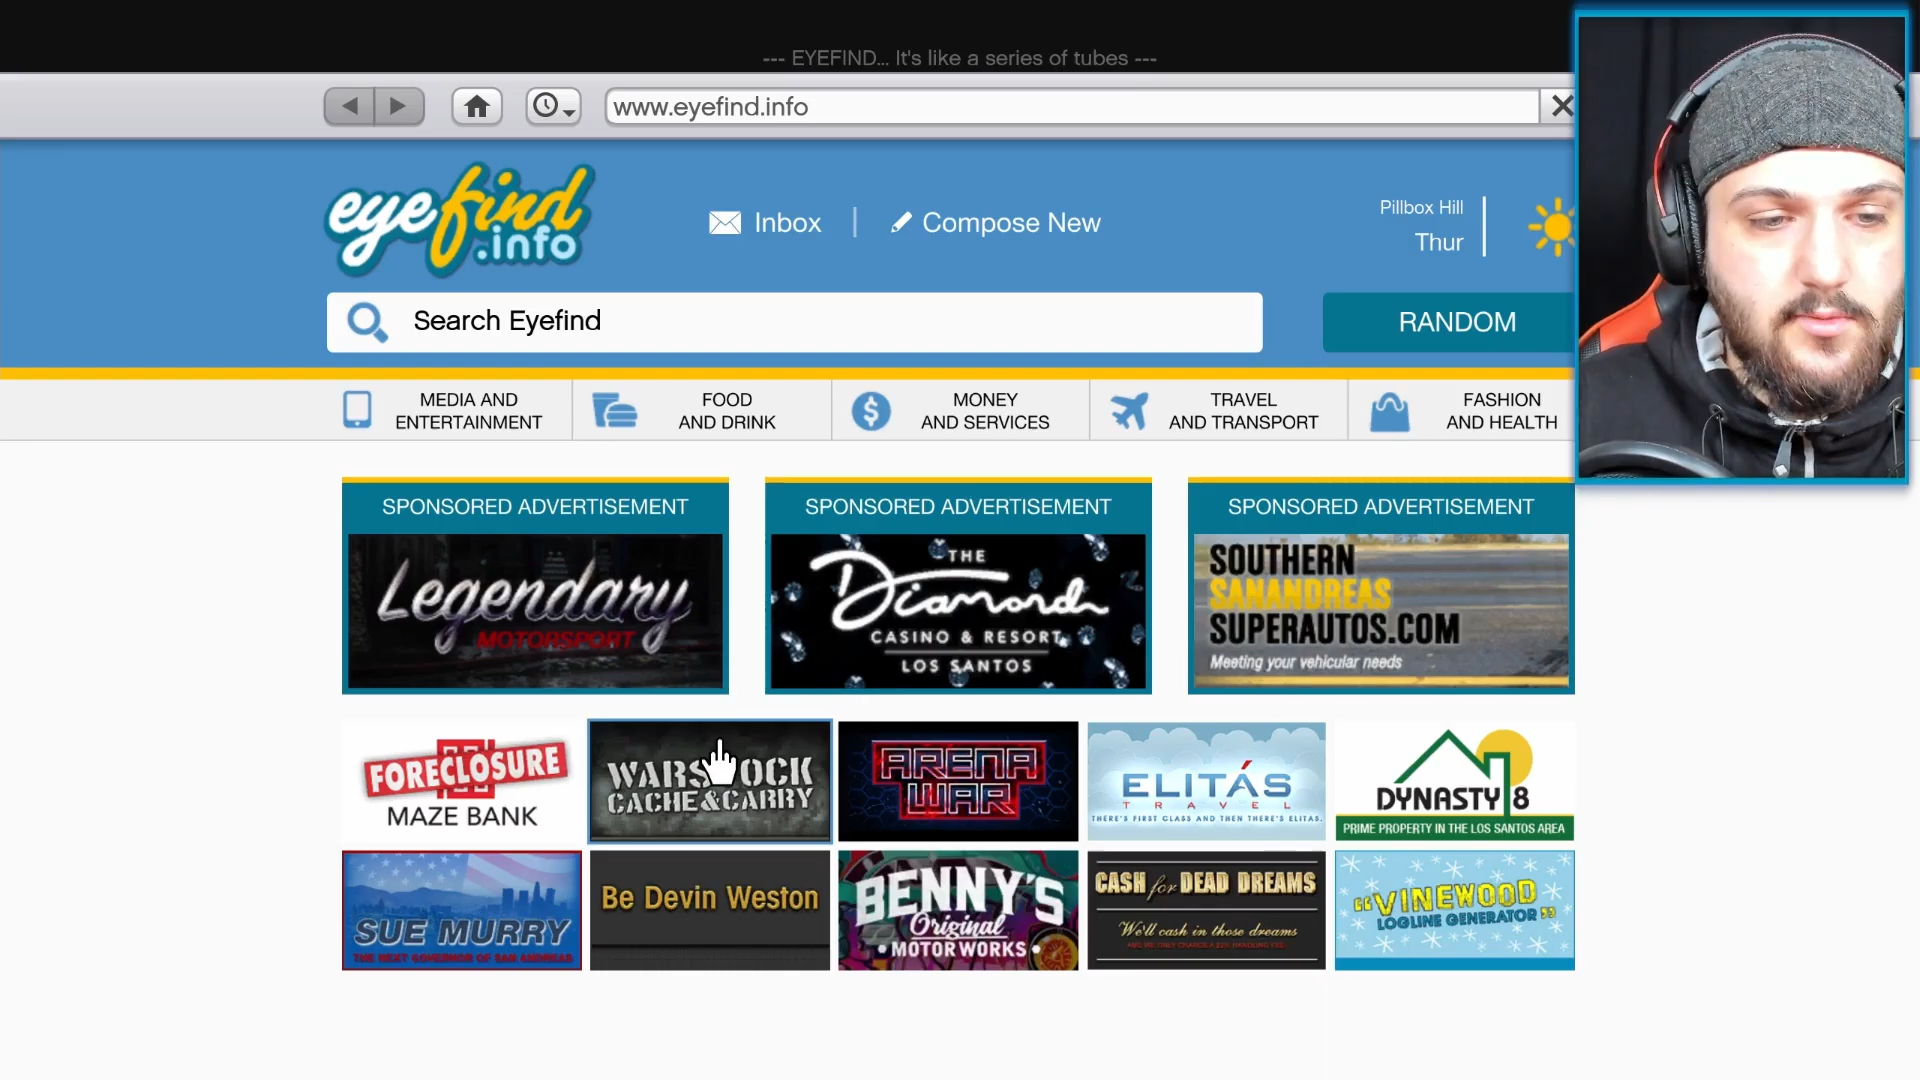 --- EYEFIND... It's like a series of tubes ---
www.eyefind.info
eyefind
.info
Inbox
Compose New
Pillbox Hill
Thur
Search Eyefind
RANDOM
MEDIA AND
ENTERTAINMENT
FOOD
AND DRINK
MONEY
AND SERVICES
TRAVEL
AND TRANSPORT
FASHION
AND HEALTH
SPONSORED ADVERTISEMENT
Legendary
MOTORSPORT
SPONSORED ADVERTISEMENT
THE
Diamond
CASINO & RESORT
LOS SANTOS
SPONSORED ADVERTISEMENT
SOUTHERN
SANANDREAS
SUPERAUTOS.COM
Meeting your vehicular needs
FORECLOSURE
MAZE BANK
WARSTOCK
CACHE&CARRY
ARENA
WAR
ELITÁS
TRAVEL
THERE'S FIRST CLASS AND THEN THERE'S ELITAS.
DYNASTY 8
PRIME PROPERTY IN THE LOS SANTOS AREA
SUE MURRY
THE NEXT GOVERNOR OF SAN ANDREAS
Be Devin Weston
BENNY'S
Original
MOTOR WORKS
CASH for DEAD DREAMS
We'll cash in those dreams
"VINEWOOD
LOGLINE GENERATOR"